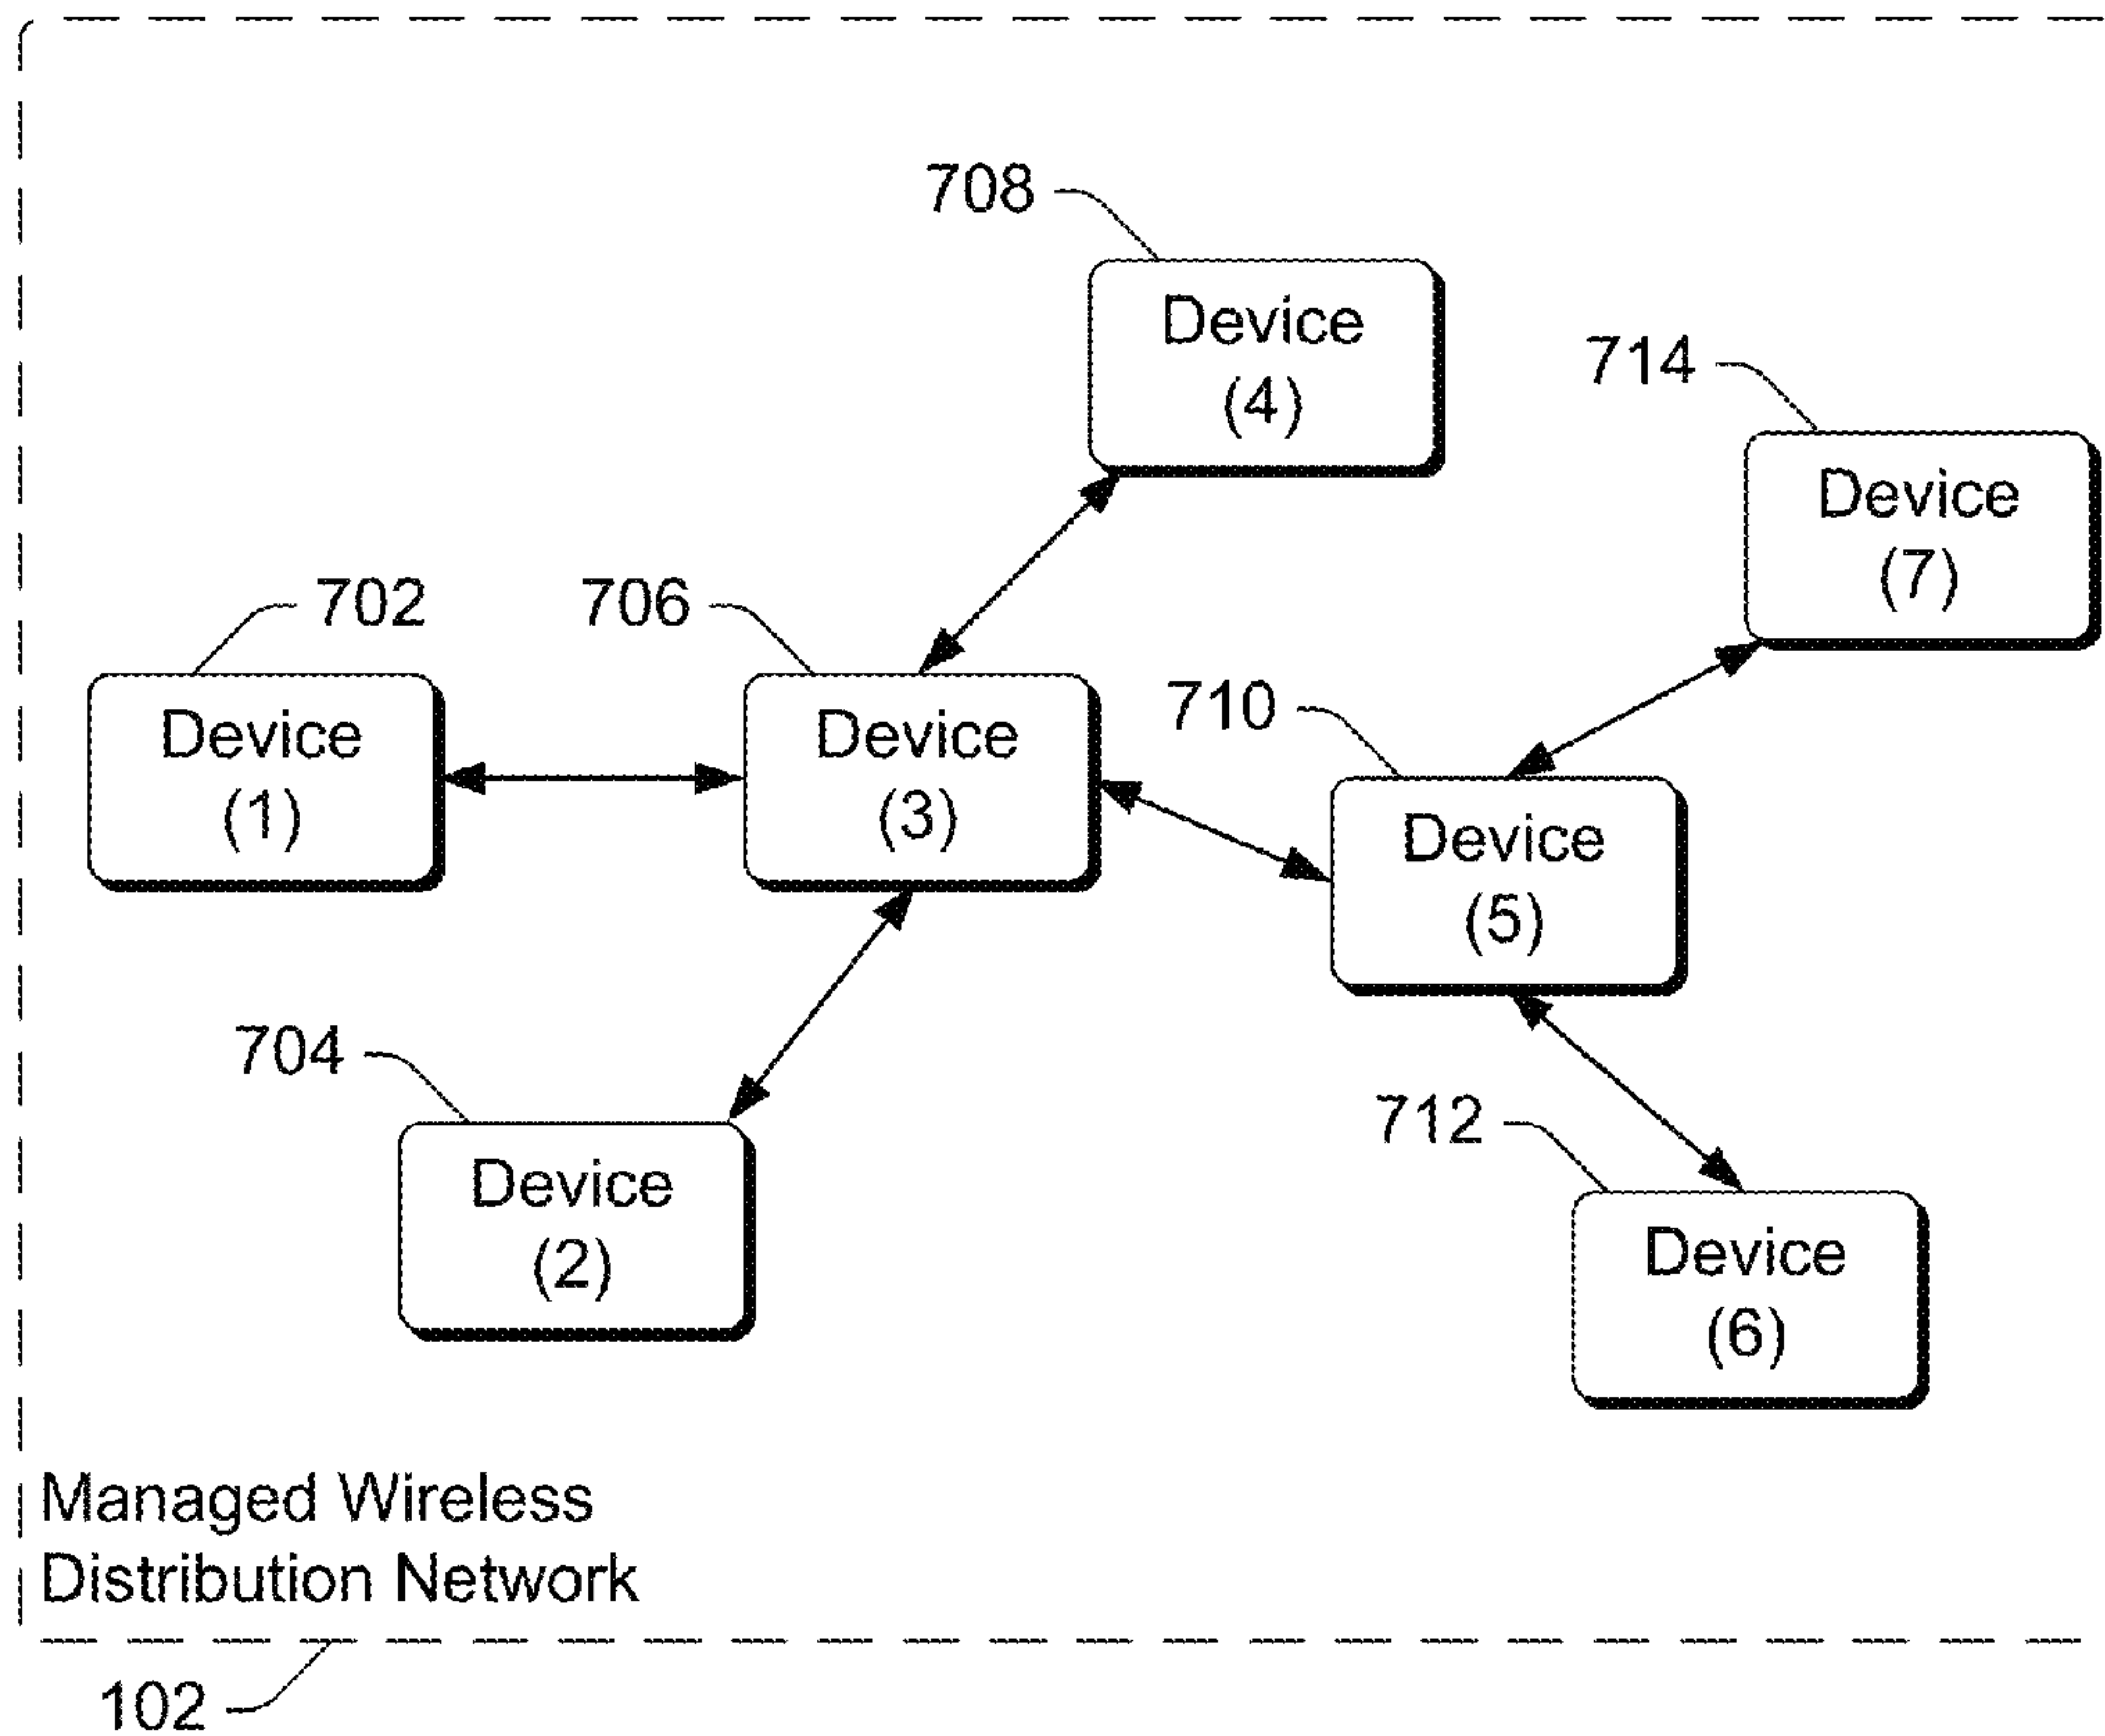 708
Device
(4)
714
Device
(7)
702
706
Device
(1)
Device
(3)
710
Device
(5)
704
Device
(2)
712
Device
(6)
Managed Wireless
Distribution Network
102